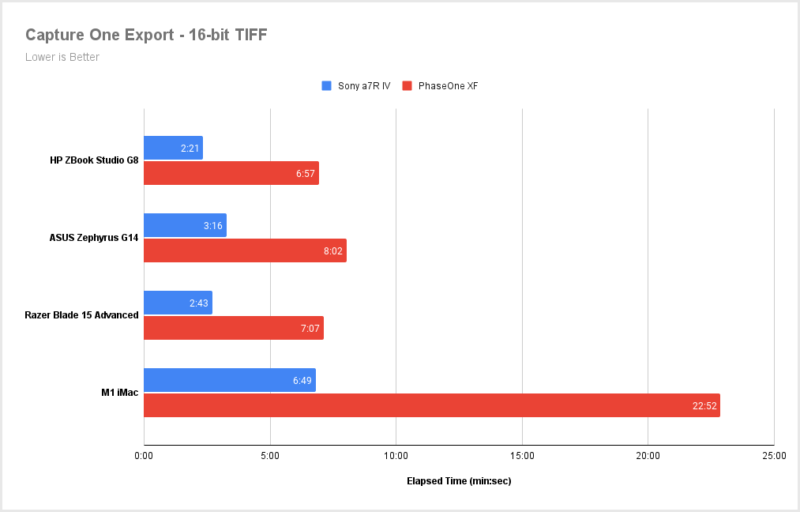 Capture One Export - 16-bit TIFF
Lower is Better
Sony a7R IV PhaseOne XF
HP ZBook Studio G8
2:21
6:57
ASUS Zephyrus G14
3:16
8:02
Razer Blade 15 Advanced
2:43
7:07
M1 iMac
6:49
22:52
0:00 5:00 10:00 15:00 20:00 25:00
Elapsed Time (min:sec)